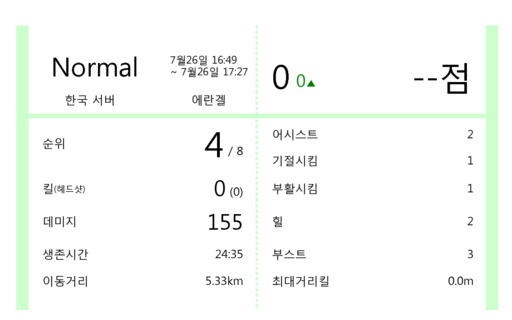 Normal
7월26일 16:49
~ 7월26일 17:27
한국 서버
에란겔
0 0▲
--점
순위 4 / 8
킬(헤드샷) 0 (0)
데미지 155
생존시간 24:35
이동거리 5.33km
어시스트 2
기절시킴 1
부활시킴 1
힐 2
부스트 3
최대거리킬 0.0m